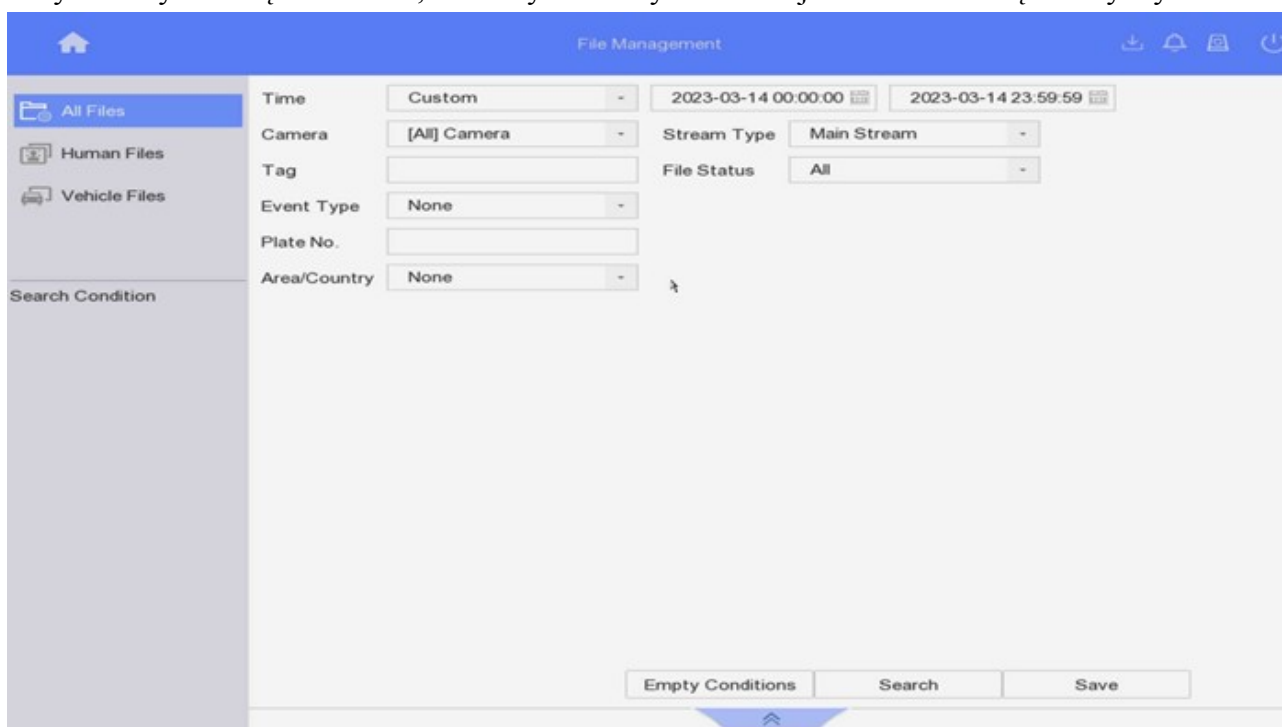 File Management
All Files
Human Files
Vehicle Files
Search Condition
Time Custom 2023-03-14 00:00:00 2023-03-14 23:59:59
Camera [All] Camera Stream Type Main Stream
Tag File Status All
Event Type None
Plate No.
Area/Country None
Empty Conditions Search Save